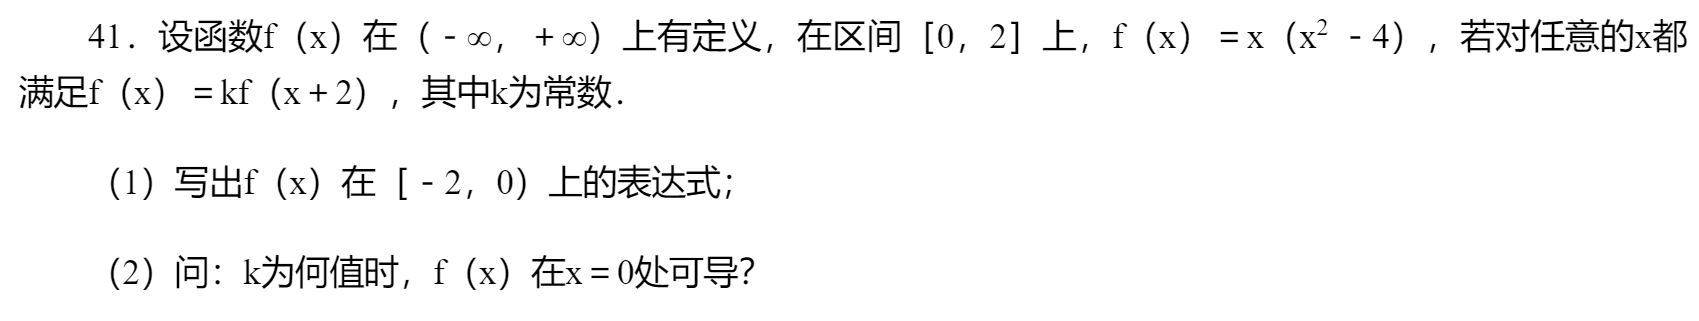 41．设函数f（x）在（－∞，＋∞）上有定义，在区间［0，2］上，f（x）＝x（x² －4），若对任意的x都
满足f（x）＝kf（x＋2），其中k为常数．
（1）写出f（x）在［－2，0）上的表达式；
（2）问：k为何值时，f（x）在x＝0处可导？